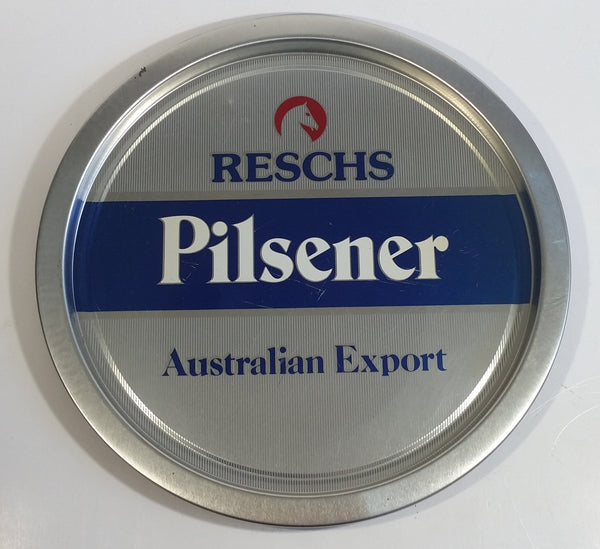 RESCHS
Pilsener
Australian Export